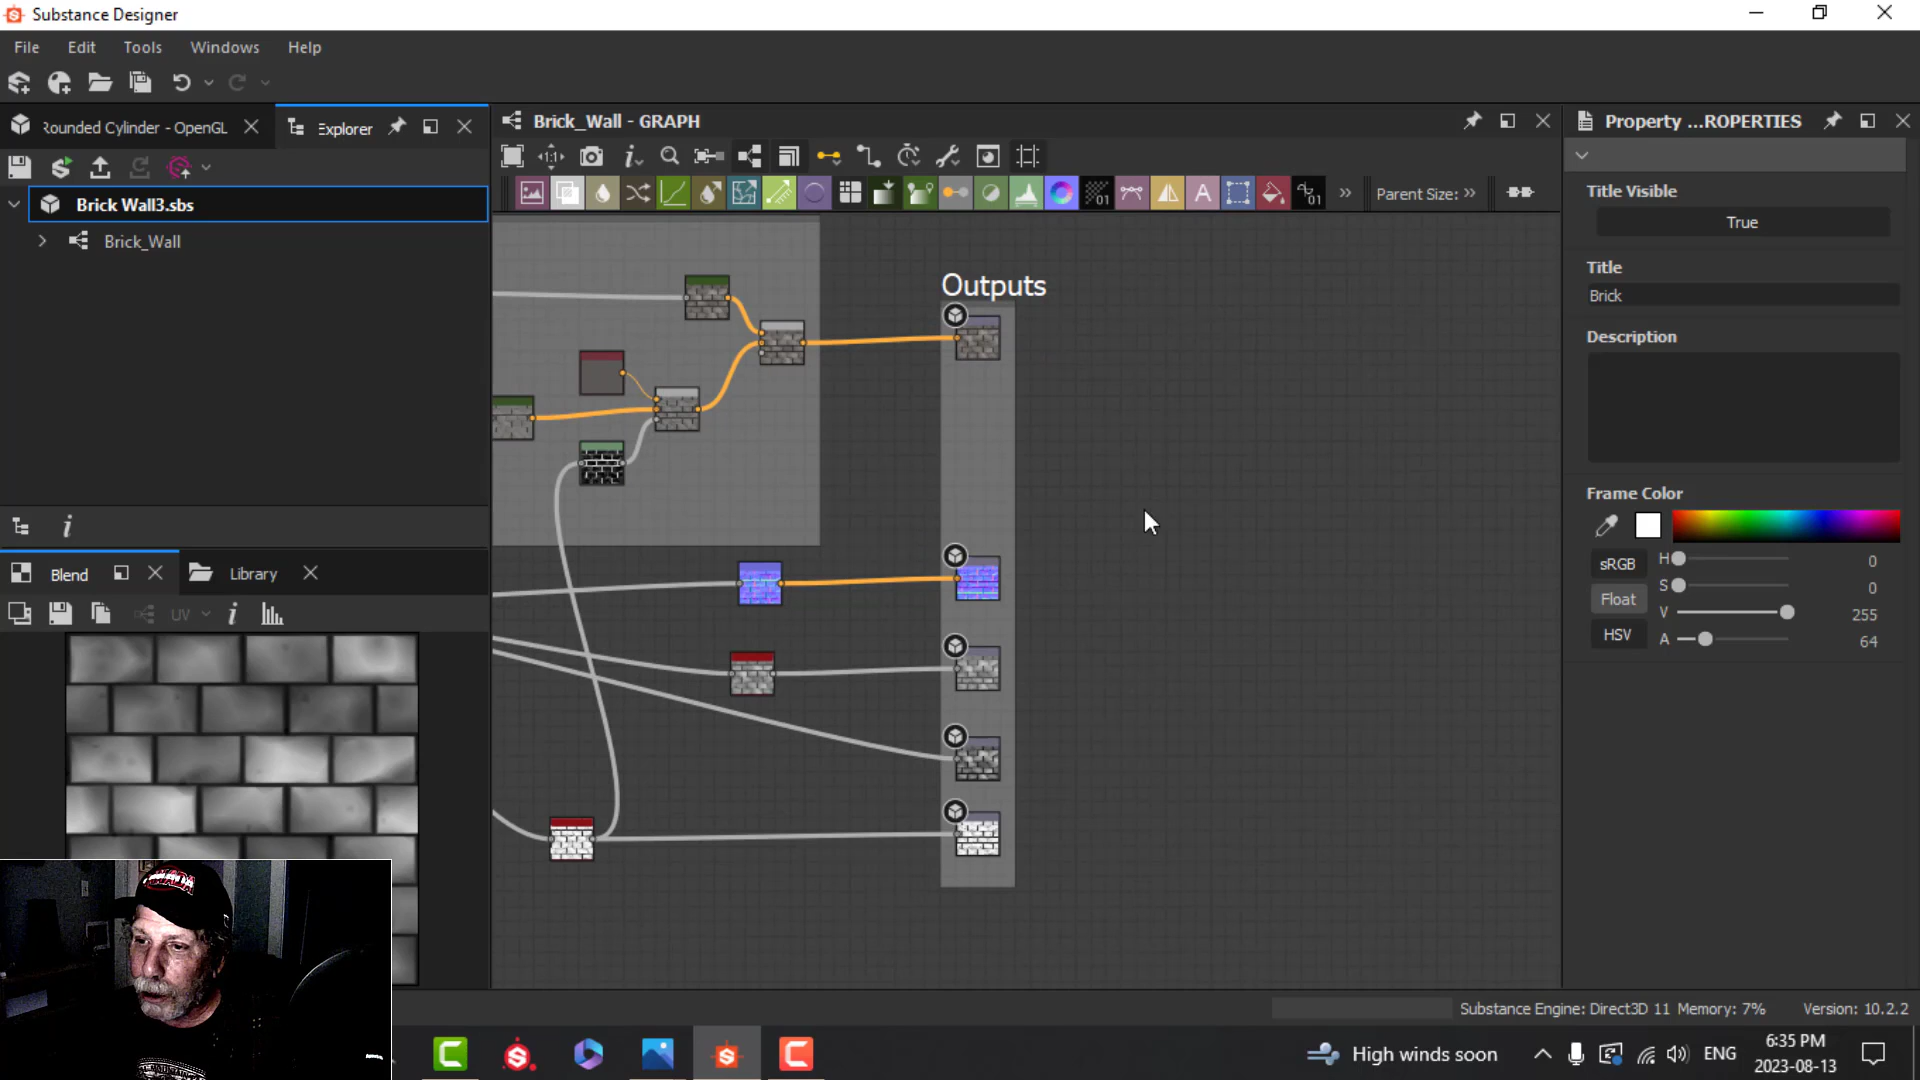 Substance Designer
File Edit Tools Windows Help
Rounded Cylinder - OpenGL Explorer
Brick_Wall - GRAPH
Property ...ROPERTIES
Parent Size: »
Brick Wall3.sbs
Brick_Wall
Outputs
Title Visible
True
Title
Brick
Description
Frame Color
sRGB H 0
S 0
Float V 255
HSV A 64
Blend Library
UV
CANADA
Substance Engine: Direct3D 11 Memory: 7% Version: 10.2.2
High winds soon ENG 6:35 PM
2023-08-13